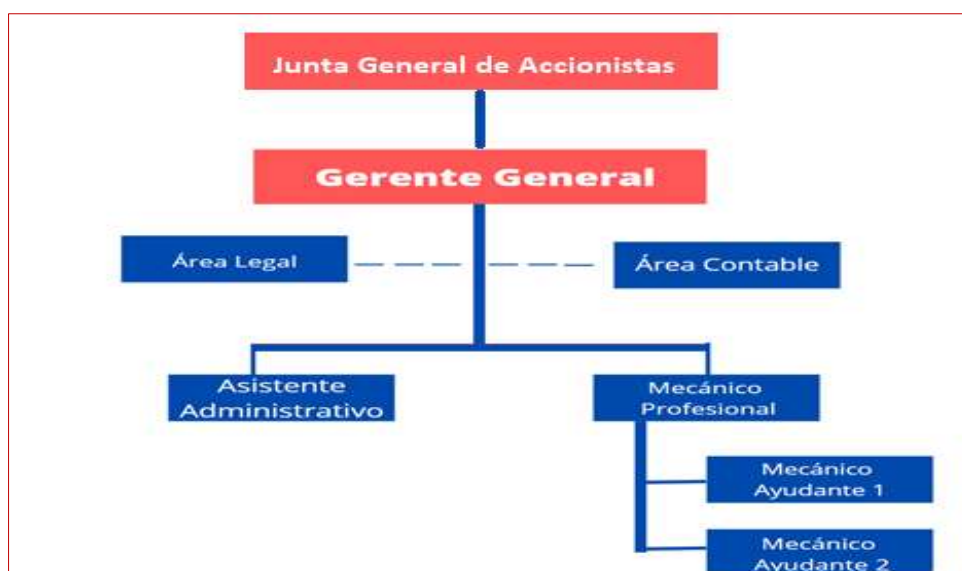 Junta General de Accionistas
Gerente General
Área Legal
Área Contable
Asistente
Administrativo
Mecánico
Profesional
Mecánico
Ayudante 1
Mecánico
Ayudante 2